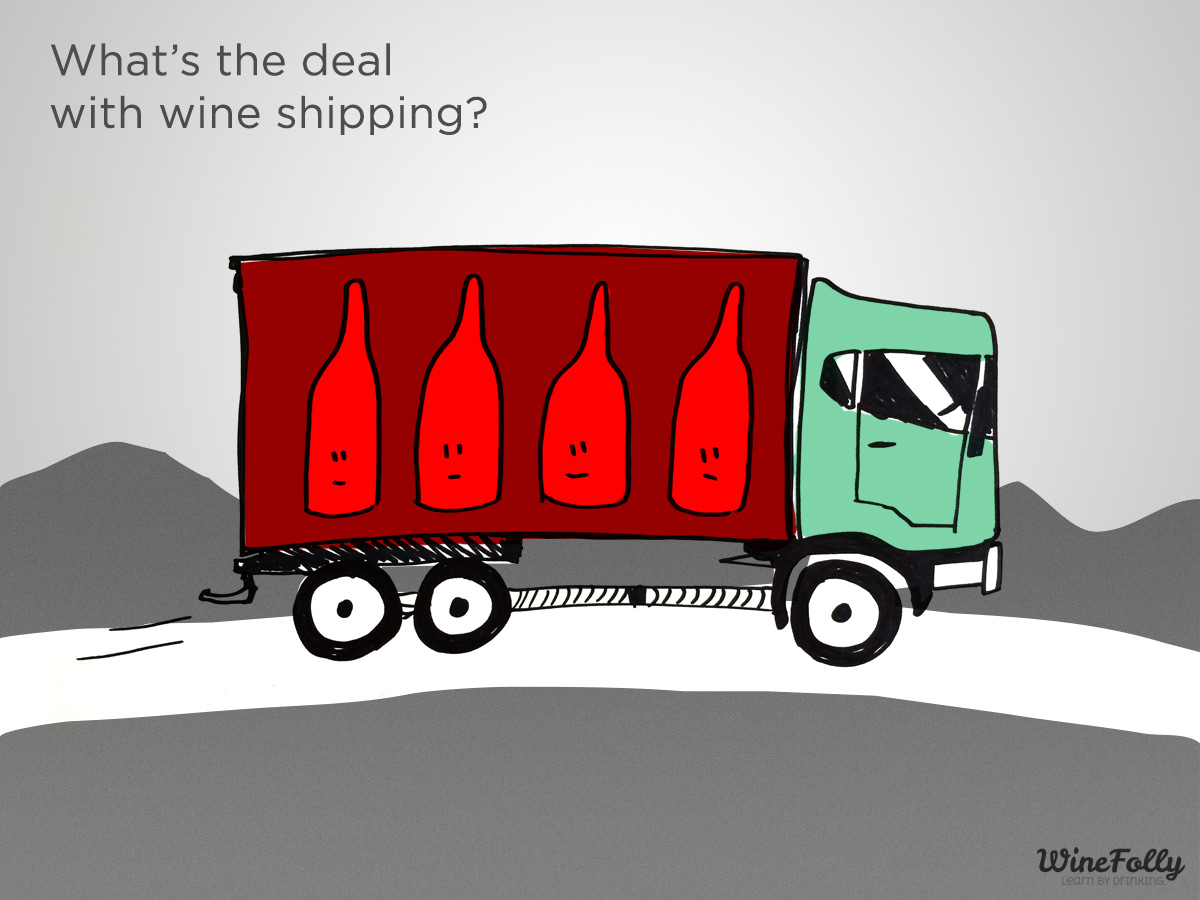 What’s the deal
with wine shipping?
WineFolly
Learn BY DrINKING.